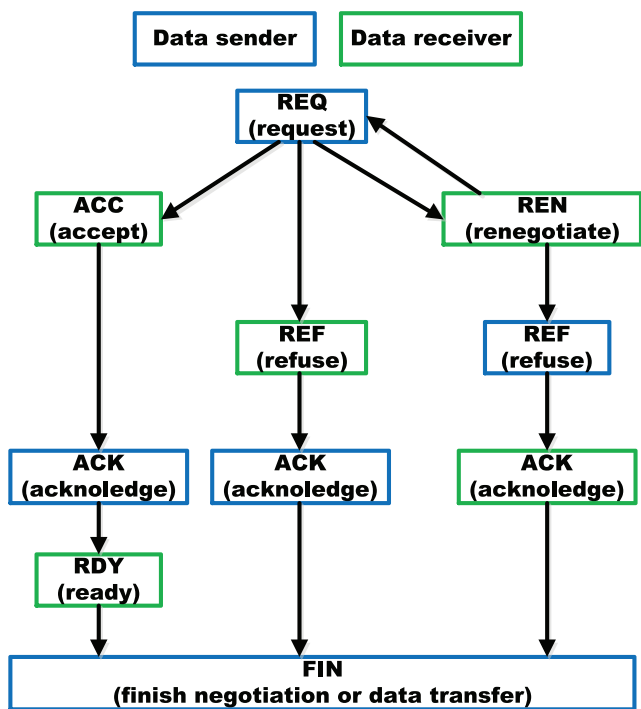 Data sender
Data receiver
REQ
(request)
ACC
(accept)
REN
(renegotiate)
REF
(refuse)
REF
(refuse)
ACK
(acknoledge)
ACK
(acknoledge)
ACK
(acknoledge)
RDY
(ready)
FIN
(finish negotiation or data transfer)